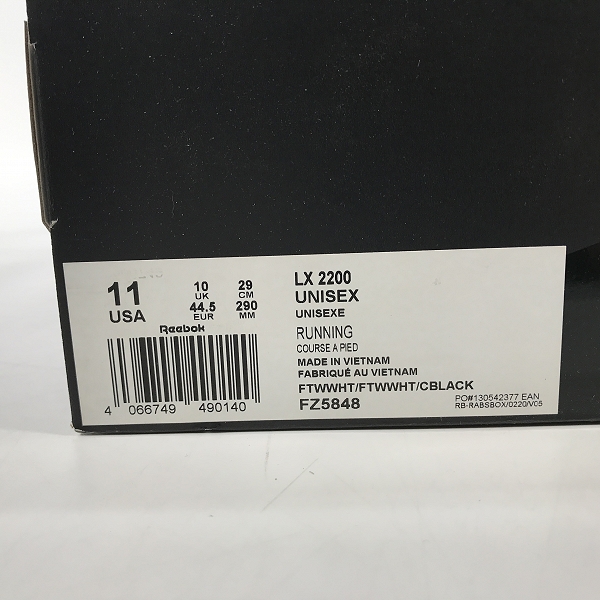 11
USA
10
UK
44.5
EUR
29
CM
290
MM
Reebok
4 066749 490140
LX 2200
UNISEX
UNISEXE
RUNNING
COURSE A PIED
MADE IN VIETNAM
FABRIQUÉ AU VIETNAM
FTWWHT/FTWWHT/CBLACK
FZ5848
PO#130542377 EAN
RB-RABSBOX/0220/V05